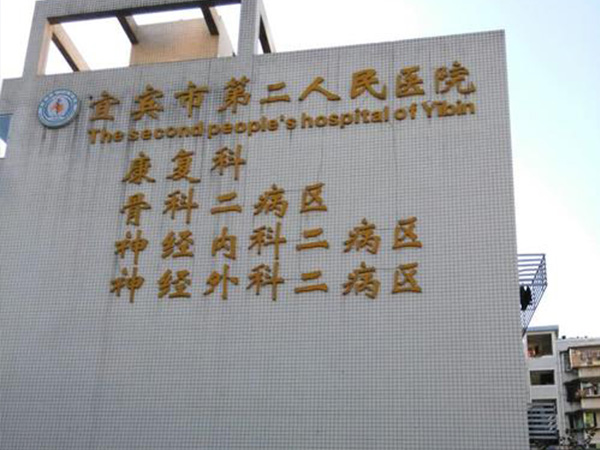 宜宾市第二人民医院
The second people's hospital of Yibin
康复科
骨科二病区
神经内科二病区
神经外科二病区